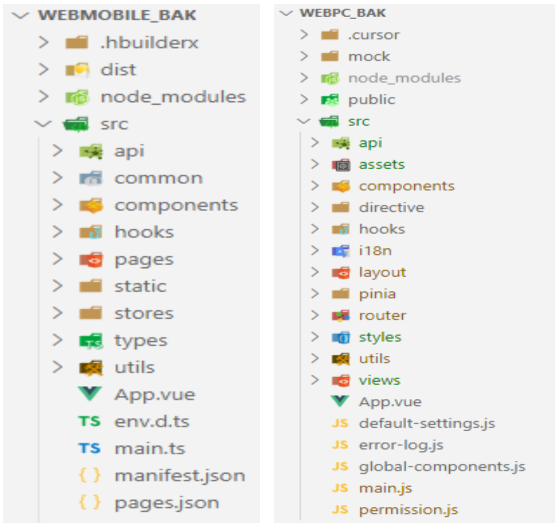 WEBMOBILE_BAK
.hbuilderx
dist
node_modules
src
api
common
components
hooks
pages
static
stores
types
utils
App.vue
TS env.d.ts
TS main.ts
{ } manifest.json
{ } pages.json
WEBPC_BAK
.cursor
mock
node_modules
public
src
api
assets
components
directive
hooks
i18n
layout
pinia
router
styles
utils
views
App.vue
JS default-settings.js
JS error-log.js
JS global-components.js
JS main.js
JS permission.js